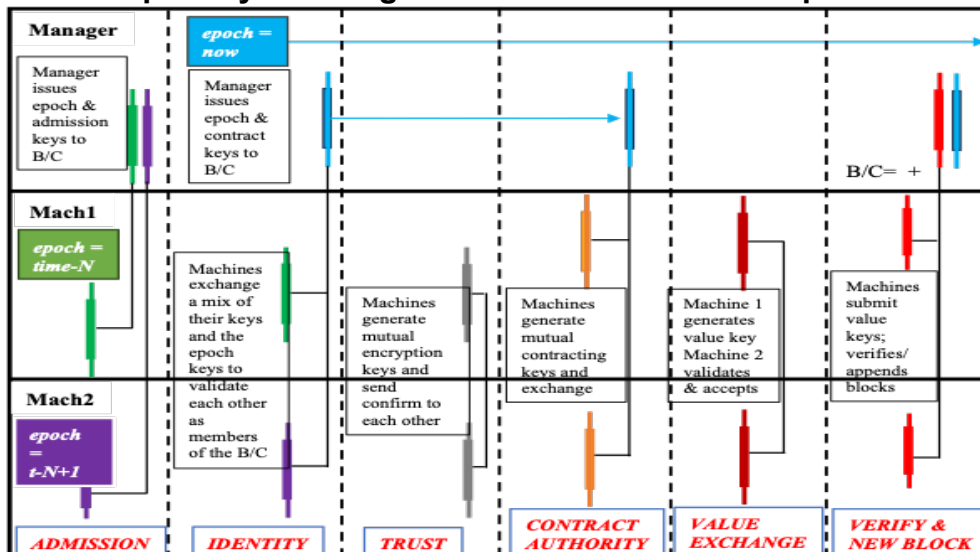 Manager
epoch =
now
Manager
issues
epoch &
admission
keys to
B/C
Manager
issues
epoch &
contract
keys to
B/C
B/C= +
Mach1
epoch =
time-N
Machines
exchange
a mix of
their keys
and the
epoch
keys to
validate
each other
as
members
of the B/C
Machines
generate
mutual
encryption
keys and
send
confirm to
each other
Machines
generate
mutual
contracting
keys and
exchange
Machine 1
generates
value key
Machine 2
validates
& accepts
Machines
submit
value
keys;
verifies/
appends
blocks
Mach2
epoch
=
t-N+1
ADMISSION
IDENTITY
TRUST
CONTRACT
AUTHORITY
VALUE
EXCHANGE
VERIFY &
NEW BLOCK